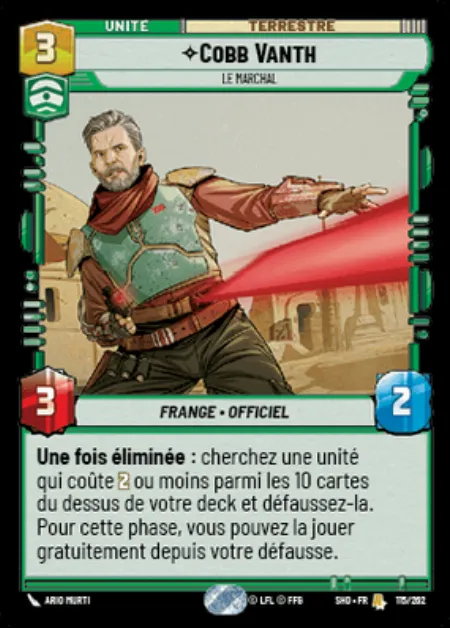 UNITÉ
TERRESTRE
3
Cobb Vanth
LE MARCHAL
3
FRANGE • OFFICIEL
2
Une fois éliminée : cherchez une unité
qui coûte 2 ou moins parmi les 10 cartes
du dessus de votre deck et défaussez-la.
Pour cette phase, vous pouvez la jouer
gratuitement depuis votre défausse.
ARIO MURTI
© LFL © FFG
SHD • FR
115/262